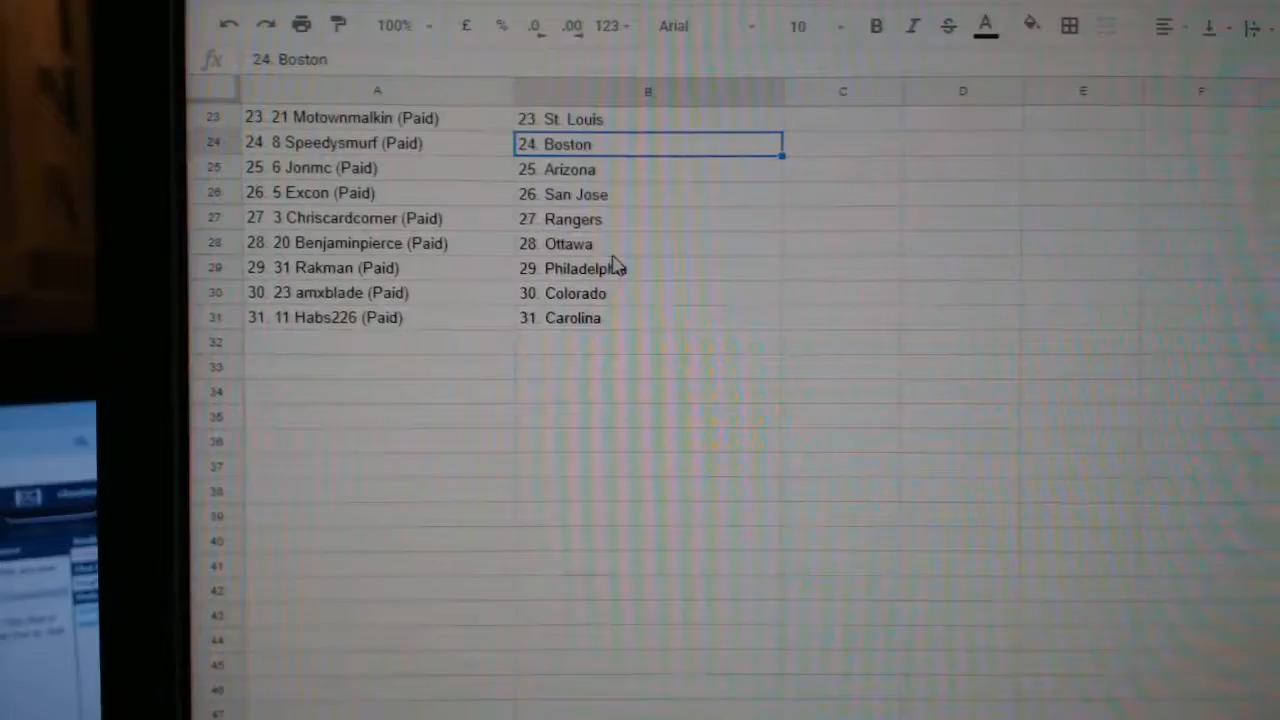 100% £ % .0 .00 123 Arial 10 B I S A
fx 24. Boston
A B C D E F
23 23. 21 Motownmalkin (Paid) 23. St. Louis
24 24. 8 Speedysmurf (Paid) 24. Boston
25 25. 6 Jonmc (Paid) 25. Arizona
26 26. 5 Excon (Paid) 26. San Jose
27 27. 3 Chriscardcorner (Paid) 27. Rangers
28 28. 20 Benjaminpierce (Paid) 28. Ottawa
29 29. 31 Rakman (Paid) 29. Philadelphia
30 30. 23 amxblade (Paid) 30. Colorado
31 31. 11 Habs226 (Paid) 31. Carolina
32
33
34
35
36
37
38
39
40
41
42
43
44
45
46
47